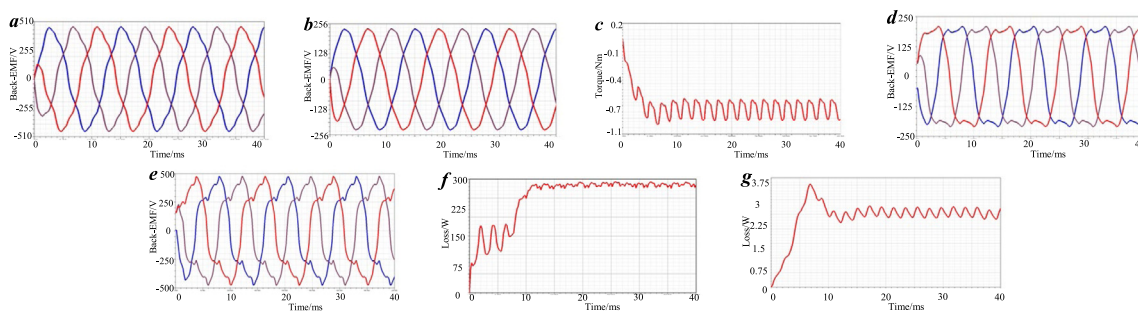 a
510
255
0
-255
-510
Back-EMF/V
0 10 20 30 40
Time/ms
b
256
128
0
-128
-256
Back-EMF/V
0 10 20 30 40
Time/ms
c
0.2
-0.1
-0.4
-0.7
-1.1
Torque/Nm
0 10 20 30 40
Time/ms
d
250
125
0
-125
-250
Back-EMF/V
0 10 20 30 40
Time/ms
e
500
250
0
-250
-500
Back-EMF/V
0 10 20 30 40
Time/ms
f
300
225
150
75
0
Loss/W
0 10 20 30 40
Time/ms
g
3.75
3
2.25
1.5
0.75
0
Loss/W
0 10 20 30 40
Time/ms